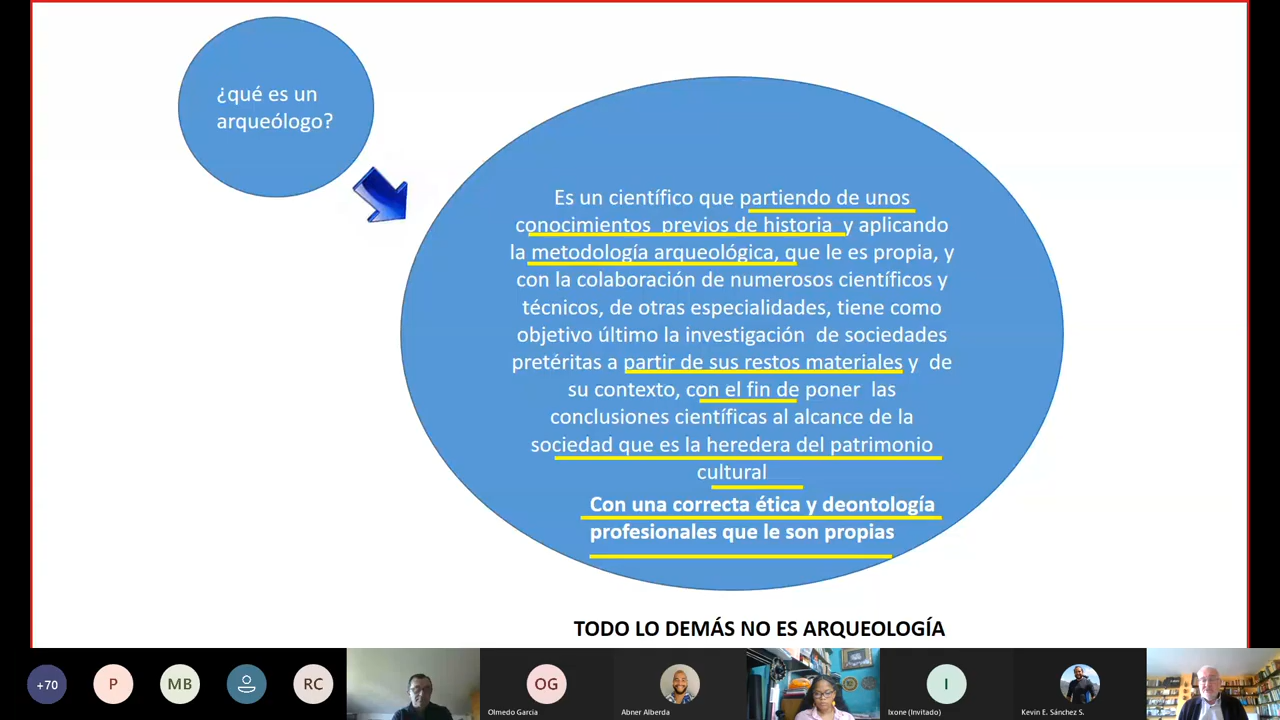 ¿qué es un
arqueólogo?
Es un científico que partiendo de unos
conocimientos previos de historia y aplicando
la metodología arqueológica, que le es propia, y
con la colaboración de numerosos científicos y
técnicos, de otras especialidades, tiene como
objetivo último la investigación de sociedades
pretéritas a partir de sus restos materiales y de
su contexto, con el fin de poner las
conclusiones científicas al alcance de la
sociedad que es la heredera del patrimonio
cultural
Con una correcta ética y deontología
profesionales que le son propias
TODO LO DEMÁS NO ES ARQUEOLOGÍA
+70
P
MB
RC
OG
Olmedo Garcia
Abner Alberda
I
Ixone (Invitado)
Kevin E. Sánchez S.